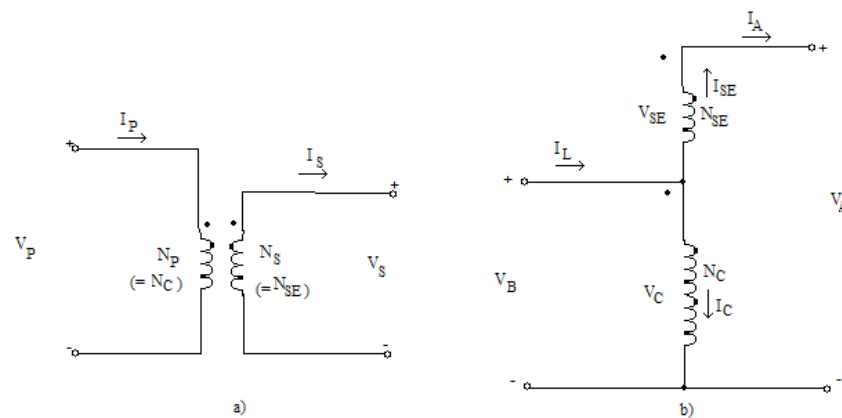 I_P
+
I_S
+
V_P
N_P
(= N_C )
N_S
(= N_SE )
V_S
-
-
a)
I_A
+
I_SE
V_SE
N_SE
I_L
+
V_B
V_C
N_C
I_C
-
-
b)